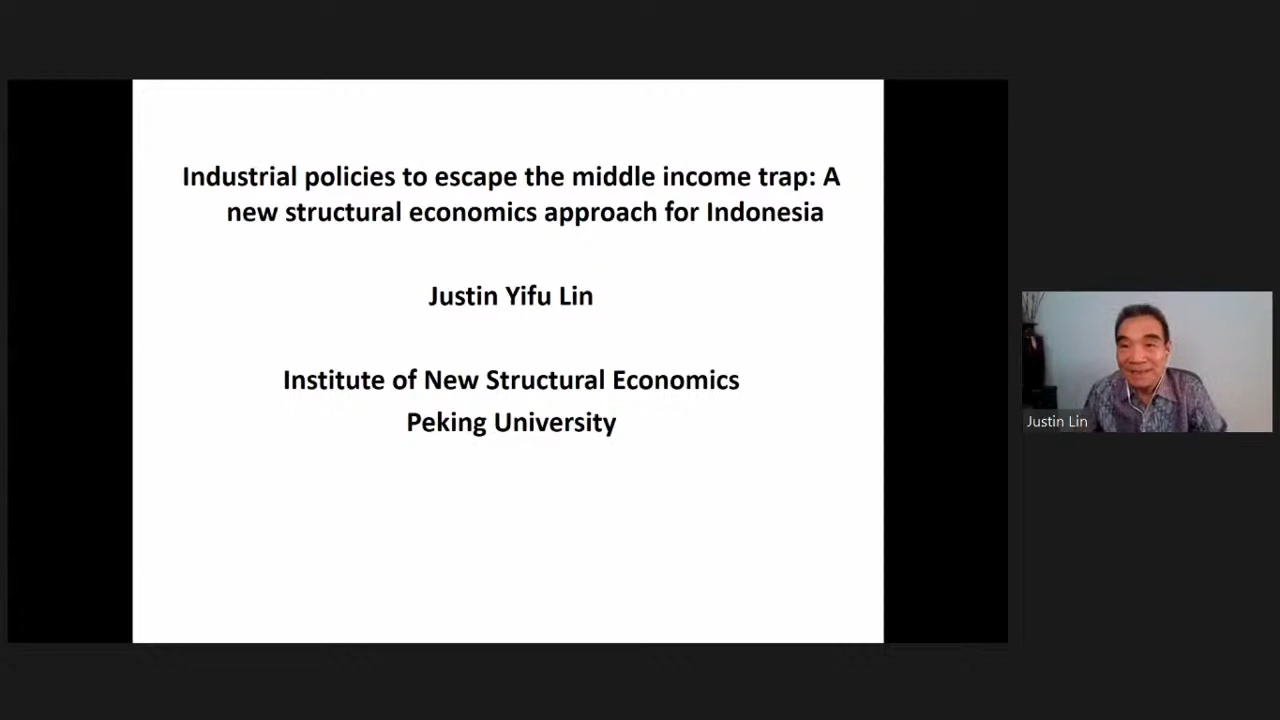 Industrial policies to escape the middle income trap: A
new structural economics approach for Indonesia
Justin Yifu Lin
Institute of New Structural Economics
Peking University
Justin Lin